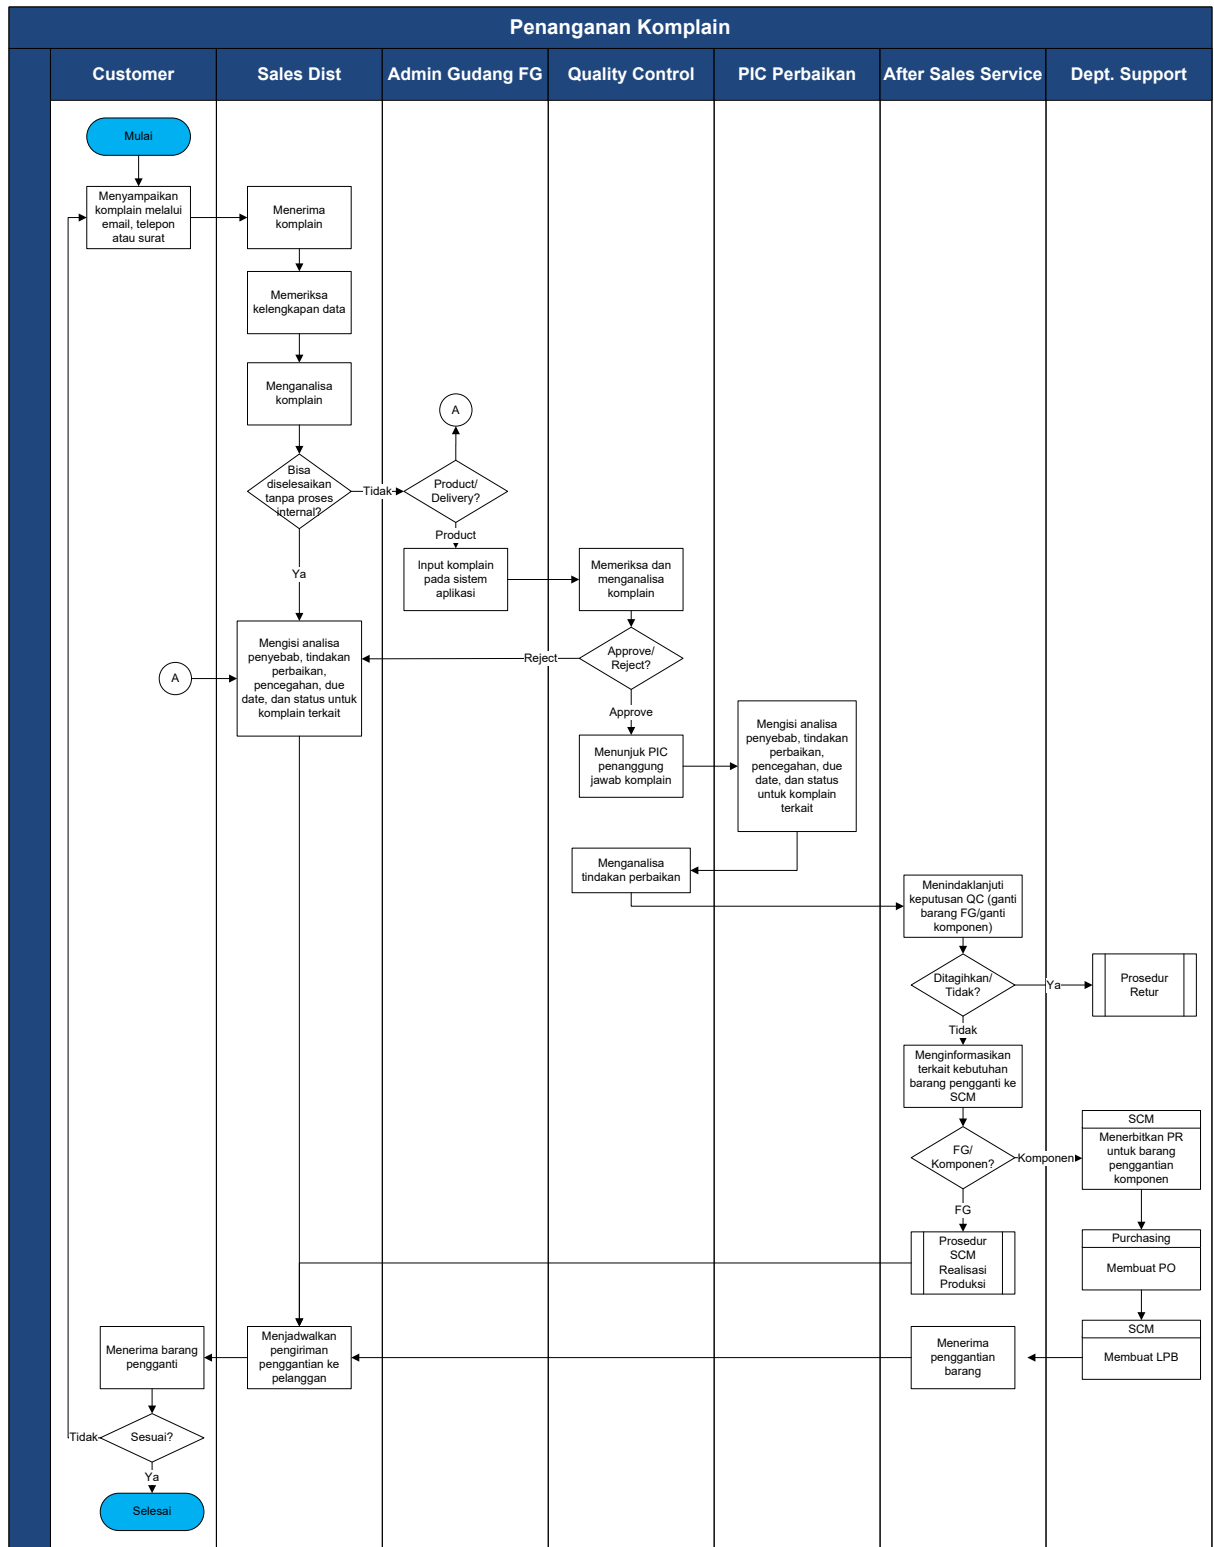 Penanganan Komplain
Customer
Sales Dist
Admin Gudang FG
Quality Control
PIC Perbaikan
After Sales Service
Dept. Support
Mulai
Menyampaikan
komplain melalui
email, telepon
atau surat
Menerima
komplain
Memeriksa
kelengkapan data
Menganalisa
komplain
A
Bisa
diselesaikan
tanpa proses
internal?
Tidak
Product/
Delivery?
Product
Ya
Input komplain
pada sistem
aplikasi
Memeriksa dan
menganalisa
komplain
Mengisi analisa
penyebab, tindakan
perbaikan,
pencegahan, due
date, dan status untuk
komplain terkait
Reject
Approve/
Reject?
A
Approve
Menunjuk PIC
penanggung
jawab komplain
Mengisi analisa
penyebab, tindakan
perbaikan,
pencegahan, due
date, dan status
untuk komplain
terkait
Menganalisa
tindakan perbaikan
Menindaklanjuti
keputusan QC (ganti
barang FG/ganti
komponen)
Ditagihkan/
Tidak?
Ya
Prosedur
Retur
Tidak
Menginformasikan
terkait kebutuhan
barang pengganti ke
SCM
FG/
Komponen?
Komponen
SCM
Menerbitkan PR
untuk barang
penggantian
komponen
FG
Prosedur
SCM
Realisasi
Produksi
Purchasing
Membuat PO
SCM
Membuat LPB
Menerima
penggantian
barang
Menjadwalkan
pengiriman
penggantian ke
pelanggan
Menerima barang
pengganti
Tidak
Sesuai?
Ya
Selesai